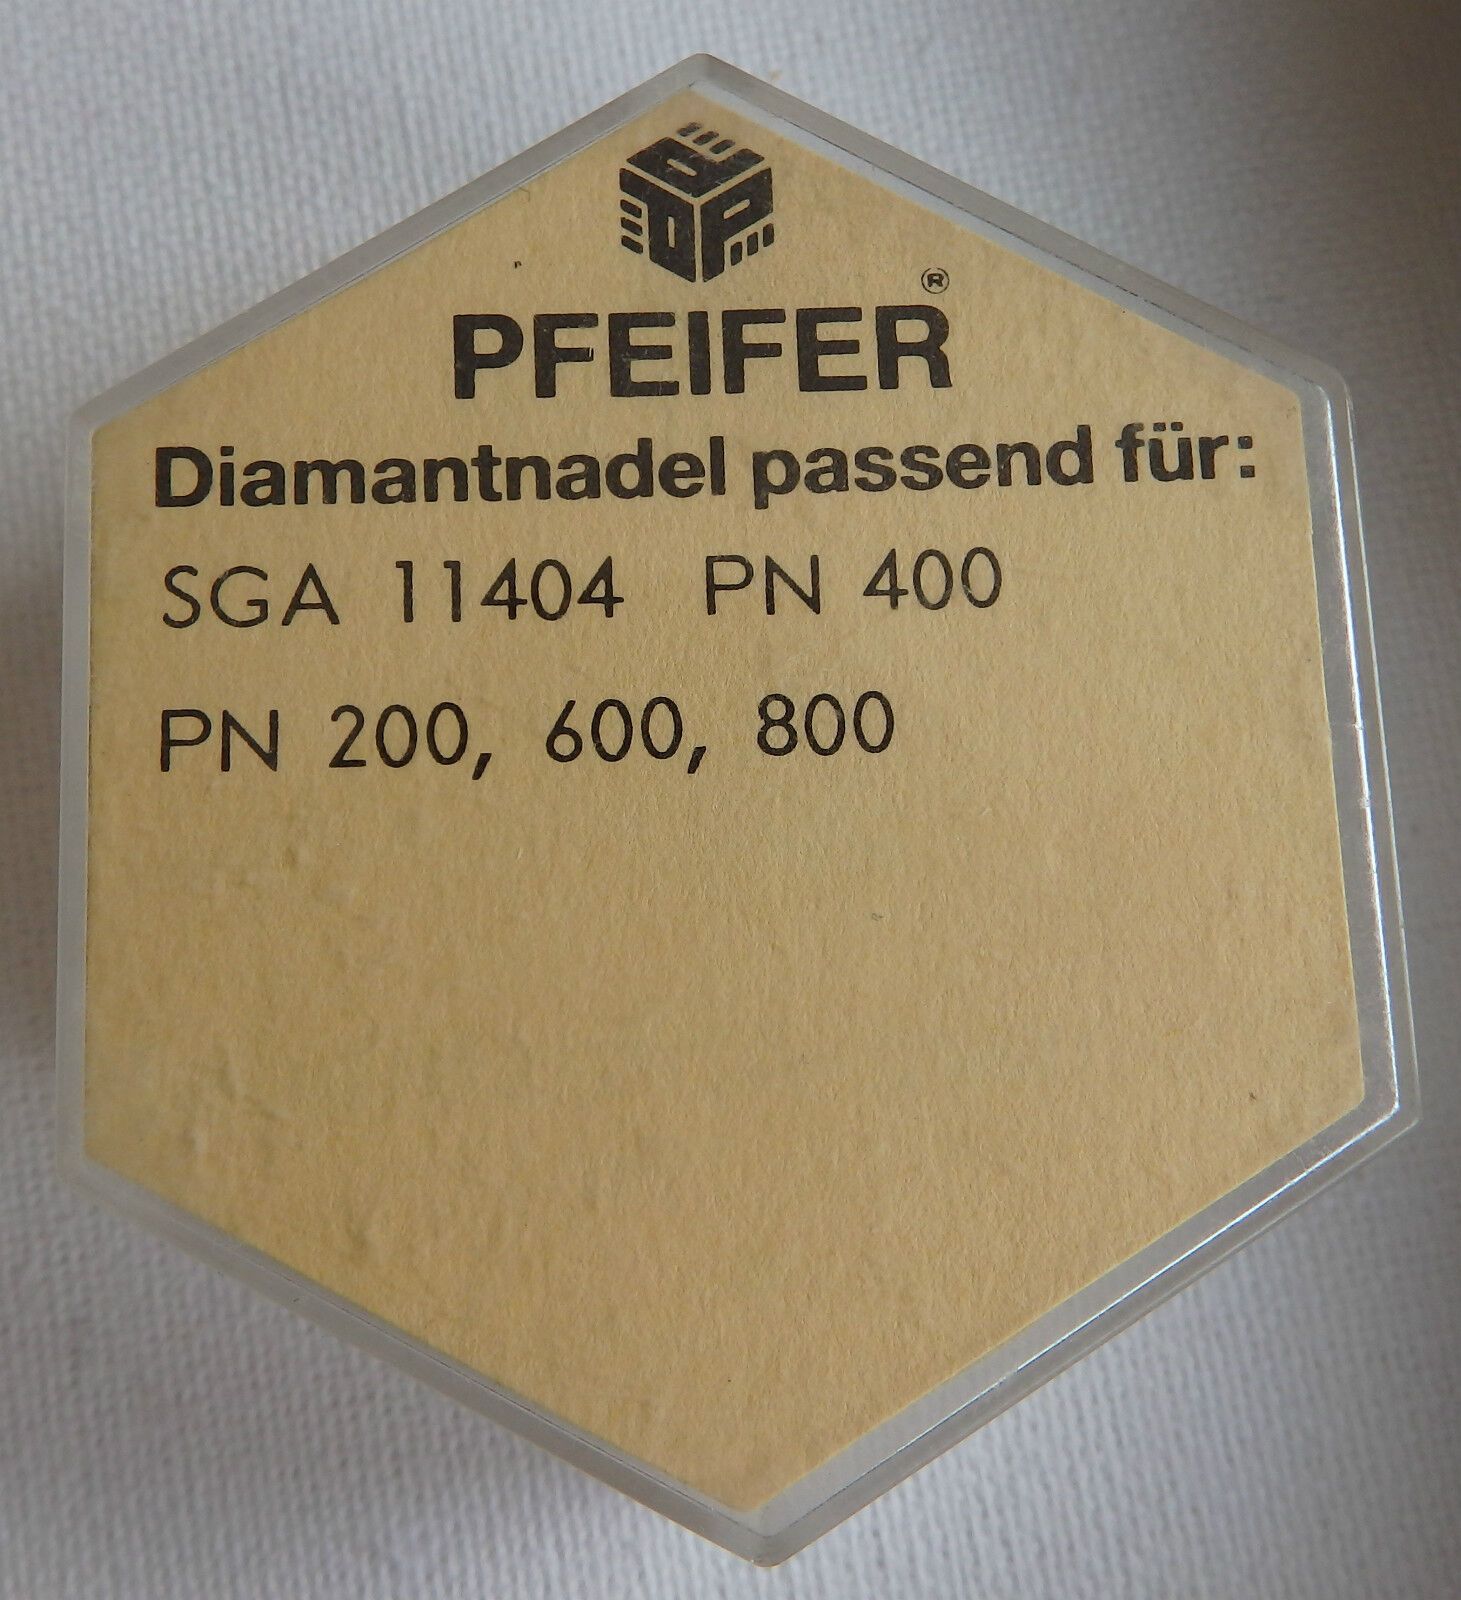 PFEIFER®
Diamantnadel passend für:
SGA 11404 PN 400
PN 200, 600, 800